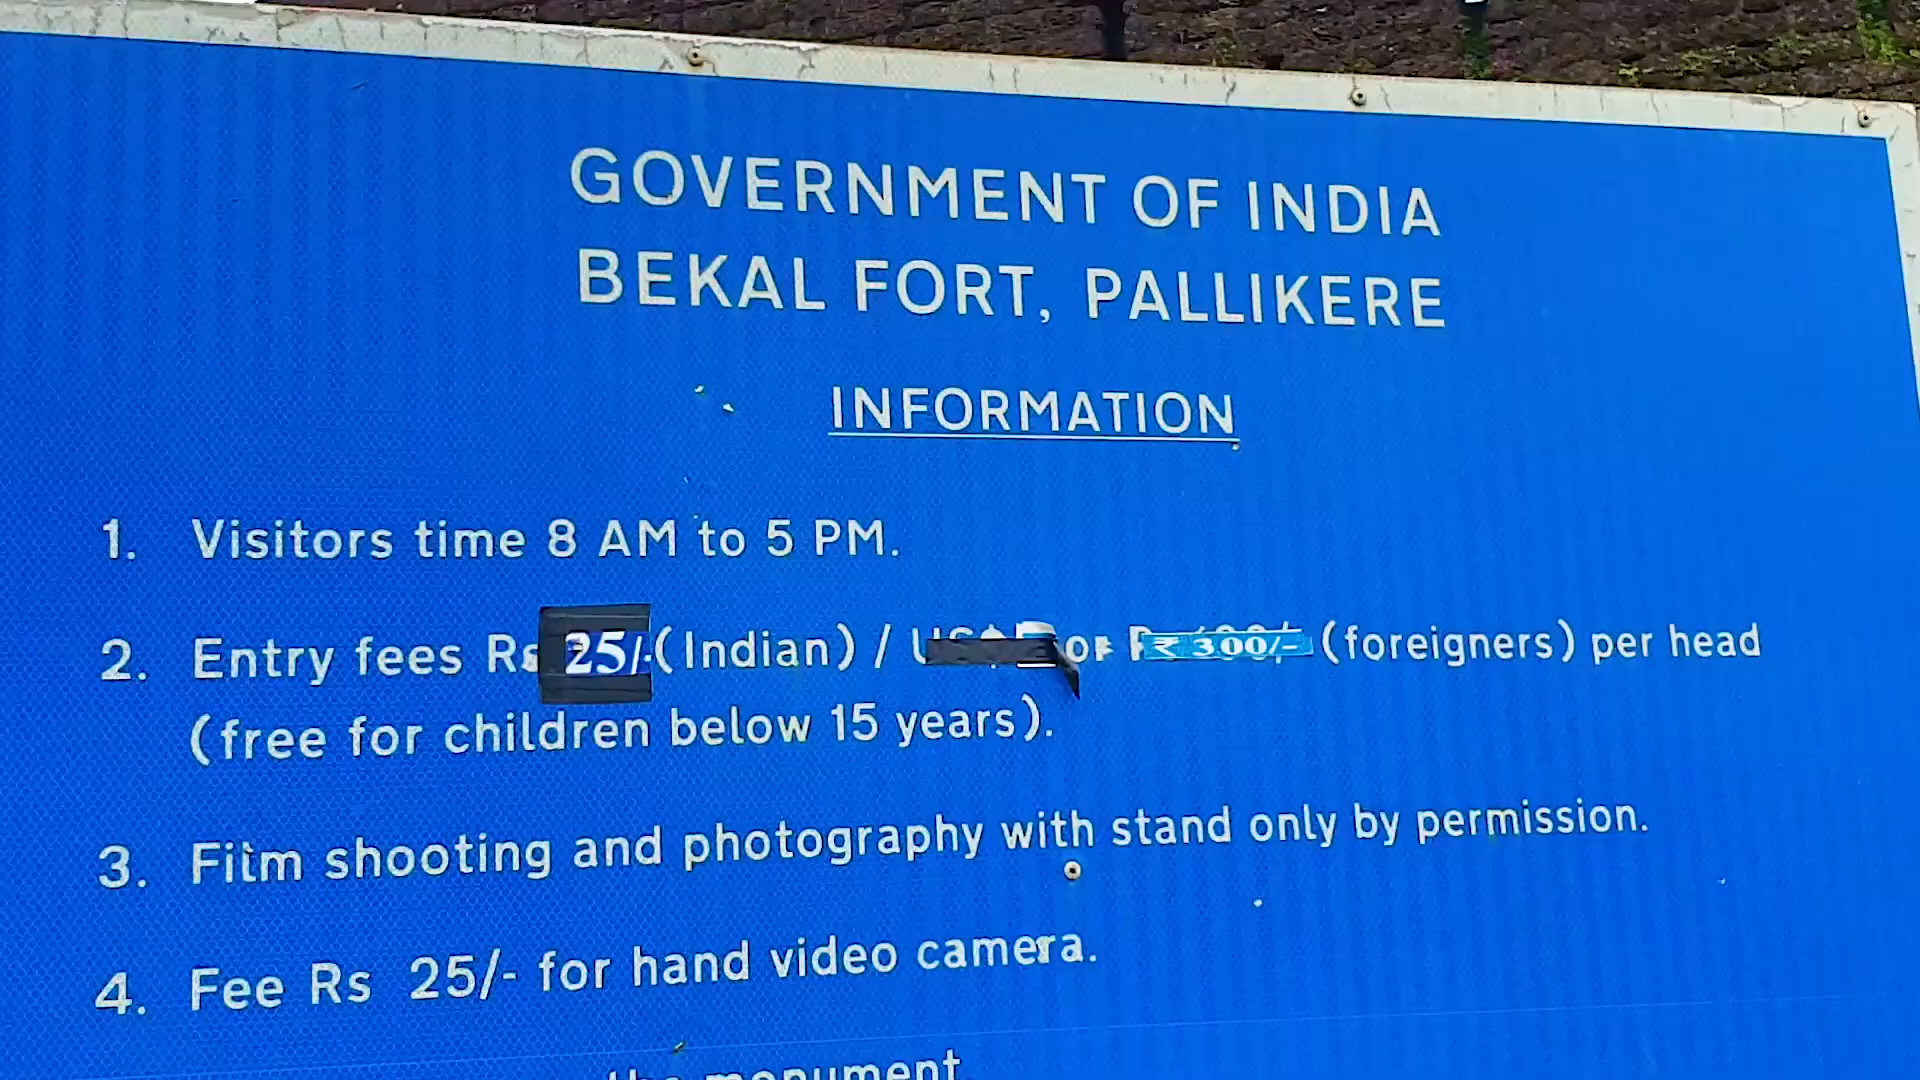 GOVERNMENT OF INDIA
BEKAL FORT, PALLIKERE
INFORMATION
1. Visitors time 8 AM to 5 PM.
2. Entry fees Rs 25/- (Indian) / or ₹ 300/- (foreigners) per head
(free for children below 15 years).
3. Film shooting and photography with stand only by permission.
4. Fee Rs 25/- for hand video camera.
the monument.